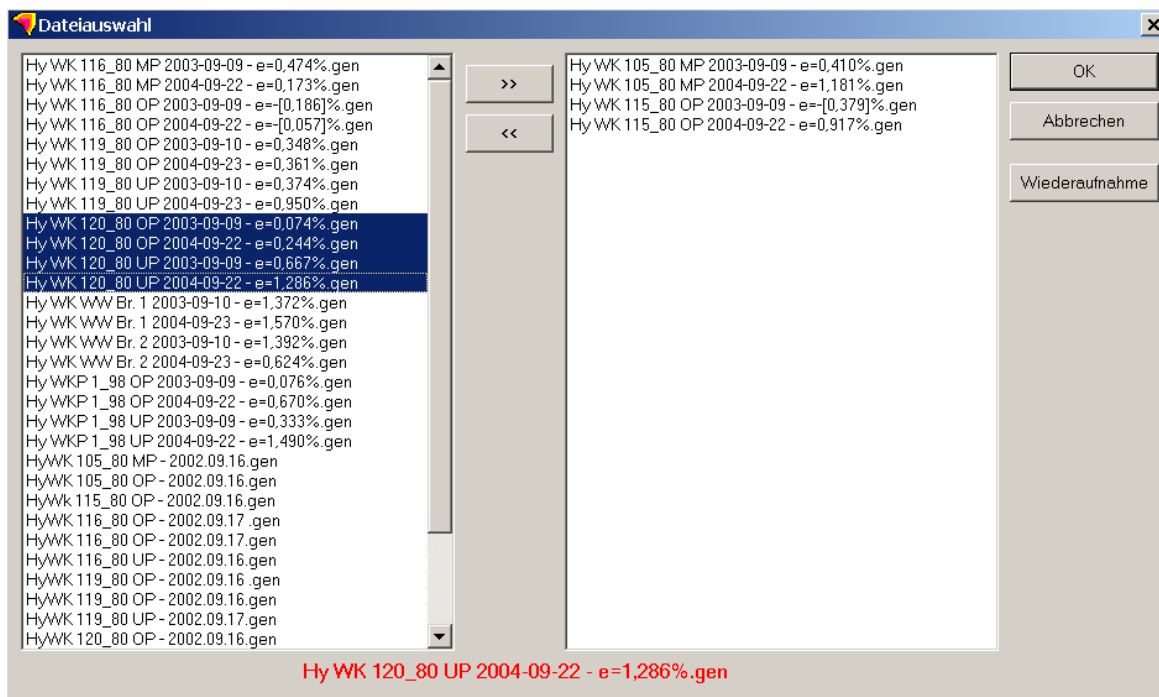 Dateiauswahl
Hy WK 116_80 MP 2003-09-09 - e=0,474%.gen
Hy WK 116_80 MP 2004-09-22 - e=0,173%.gen
Hy WK 116_80 OP 2003-09-09 - e=-[0,186]%.gen
Hy WK 116_80 OP 2004-09-22 - e=-[0,057]%.gen
Hy WK 119_80 OP 2003-09-10 - e=0,348%.gen
Hy WK 119_80 OP 2004-09-23 - e=0,361%.gen
Hy WK 119_80 UP 2003-09-10 - e=0,374%.gen
Hy WK 119_80 UP 2004-09-23 - e=0,950%.gen
Hy WK 120_80 OP 2003-09-09 - e=0,074%.gen
Hy WK 120_80 OP 2004-09-22 - e=0,244%.gen
Hy WK 120_80 UP 2003-09-09 - e=0,667%.gen
Hy WK 120_80 UP 2004-09-22 - e=1,286%.gen
Hy WK WW Br. 1 2003-09-10 - e=1,372%.gen
Hy WK WW Br. 1 2004-09-23 - e=1,570%.gen
Hy WK WW Br. 2 2003-09-10 - e=1,392%.gen
Hy WK WW Br. 2 2004-09-23 - e=0,624%.gen
Hy WKP 1_98 OP 2003-09-09 - e=0,076%.gen
Hy WKP 1_98 OP 2004-09-22 - e=0,670%.gen
Hy WKP 1_98 UP 2003-09-09 - e=0,333%.gen
Hy WKP 1_98 UP 2004-09-22 - e=1,490%.gen
HyWK 105_80 MP - 2002.09.16.gen
HyWK 105_80 OP - 2002.09.16.gen
HyWk 115_80 OP - 2002.09.16.gen
HyWK 116_80 OP - 2002.09.17 .gen
HyWK 116_80 OP - 2002.09.17.gen
HyWK 116_80 UP - 2002.09.16.gen
HyWK 119_80 OP - 2002.09.16 .gen
HyWK 119_80 OP - 2002.09.16.gen
HyWK 119_80 UP - 2002.09.17.gen
HyWK 120_80 OP - 2002.09.16.gen
>>
<<
Hy WK 105_80 MP 2003-09-09 - e=0,410%.gen
Hy WK 105_80 MP 2004-09-22 - e=1,181%.gen
Hy WK 115_80 OP 2003-09-09 - e=-[0,379]%.gen
Hy WK 115_80 OP 2004-09-22 - e=0,917%.gen
OK
Abbrechen
Wiederaufnahme
Hy WK 120_80 UP 2004-09-22 - e=1,286%.gen